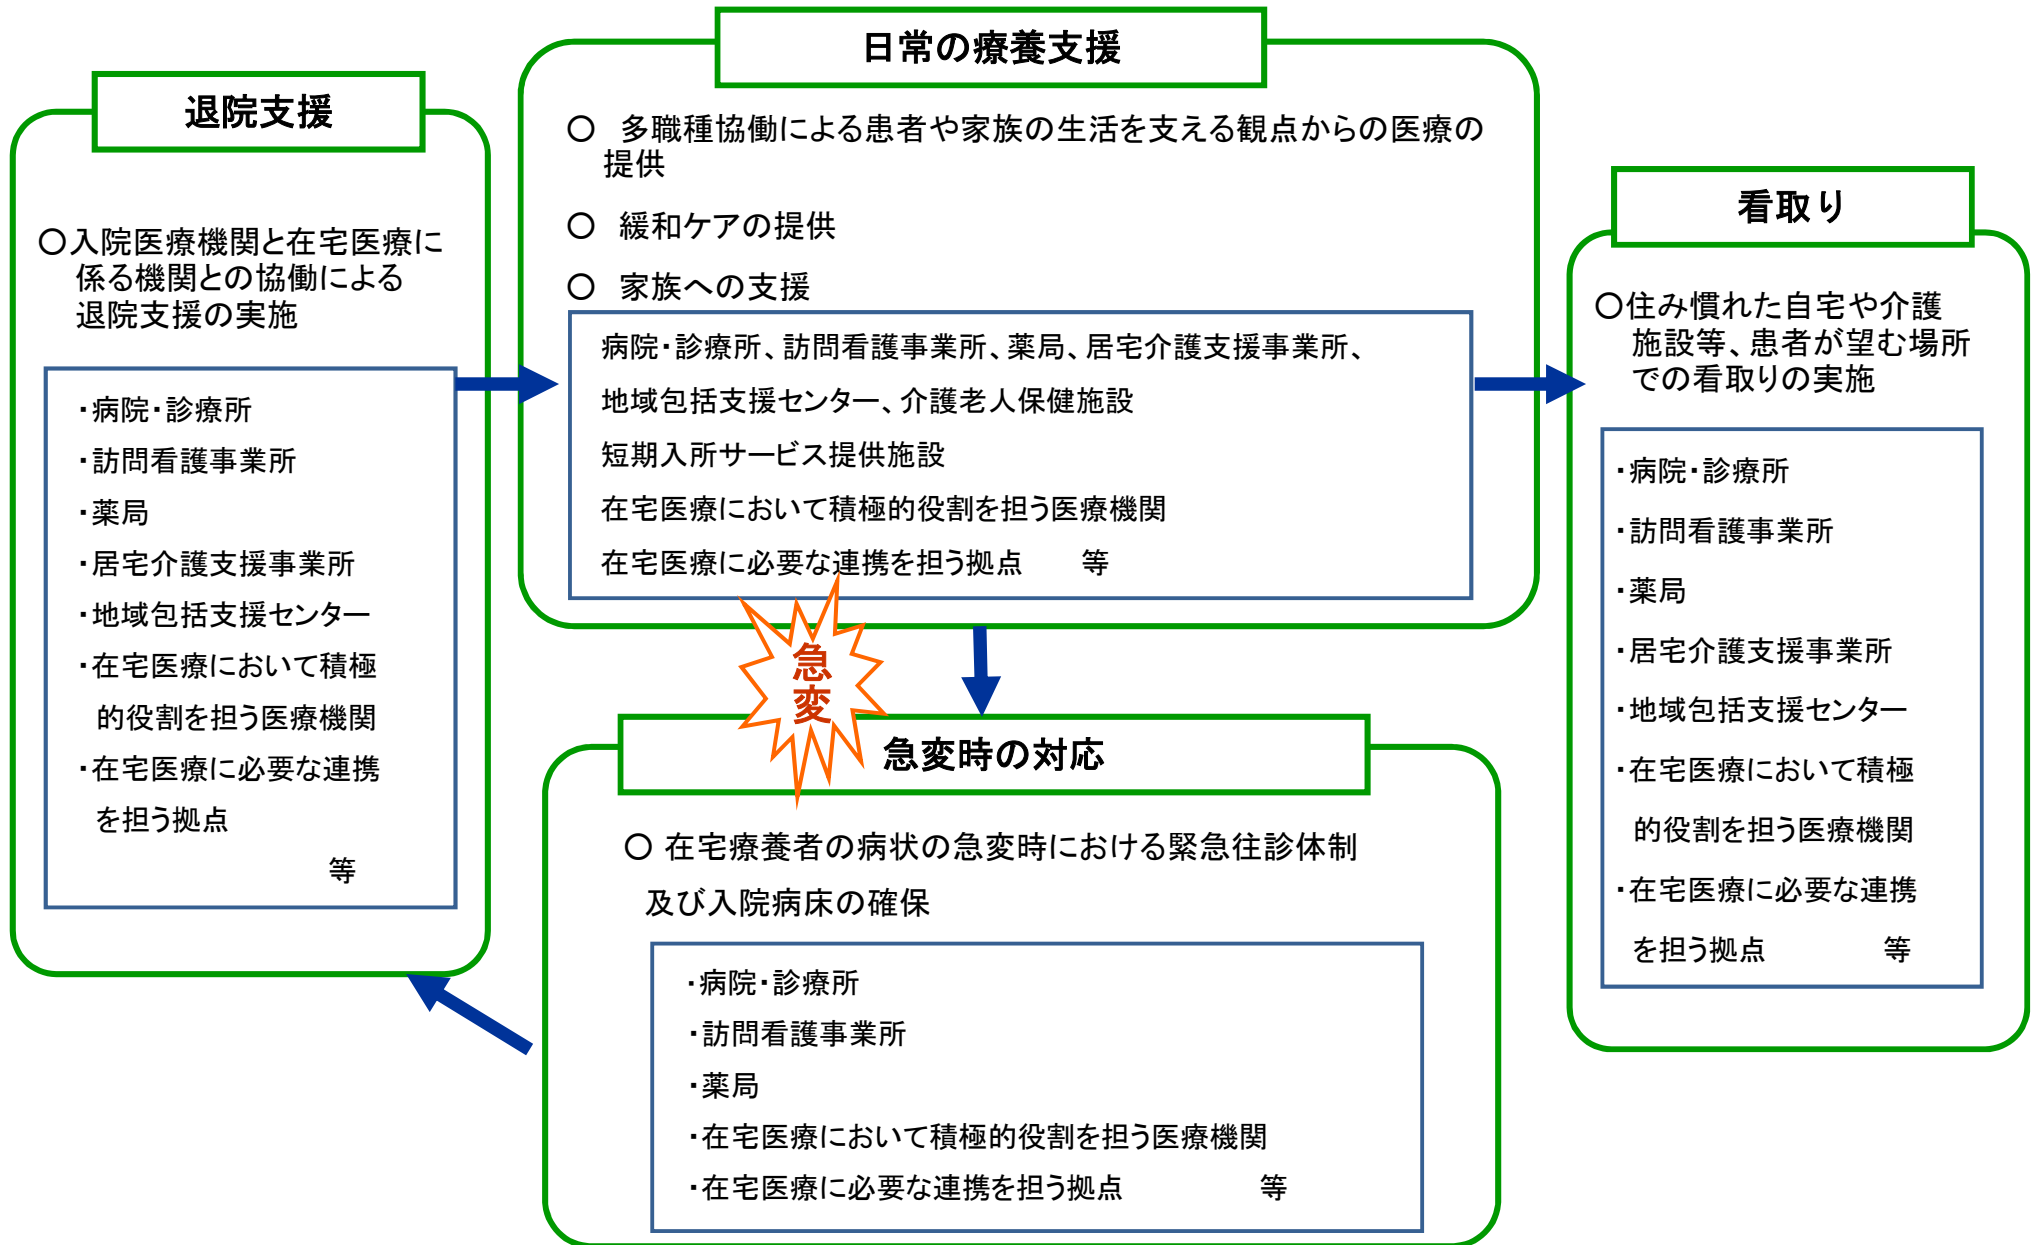 退院支援
〇入院医療機関と在宅医療に
係る機関との協働による
退院支援の実施
・病院・診療所
・訪問看護事業所
・薬局
・居宅介護支援事業所
・地域包括支援センター
・在宅医療において積極
的役割を担う医療機関
・在宅医療に必要な連携
を担う拠点
等
日常の療養支援
〇 多職種協働による患者や家族の生活を支える観点からの医療の
提供
〇 緩和ケアの提供
〇 家族への支援
病院・診療所、訪問看護事業所、薬局、居宅介護支援事業所、
地域包括支援センター、介護老人保健施設
短期入所サービス提供施設
在宅医療において積極的役割を担う医療機関
在宅医療に必要な連携を担う拠点 等
急
変
急変時の対応
〇 在宅療養者の病状の急変時における緊急往診体制
及び入院病床の確保
・病院・診療所
・訪問看護事業所
・薬局
・在宅医療において積極的役割を担う医療機関
・在宅医療に必要な連携を担う拠点 等
看取り
〇住み慣れた自宅や介護
施設等、患者が望む場所
での看取りの実施
・病院・診療所
・訪問看護事業所
・薬局
・居宅介護支援事業所
・地域包括支援センター
・在宅医療において積極
的役割を担う医療機関
・在宅医療に必要な連携
を担う拠点 等